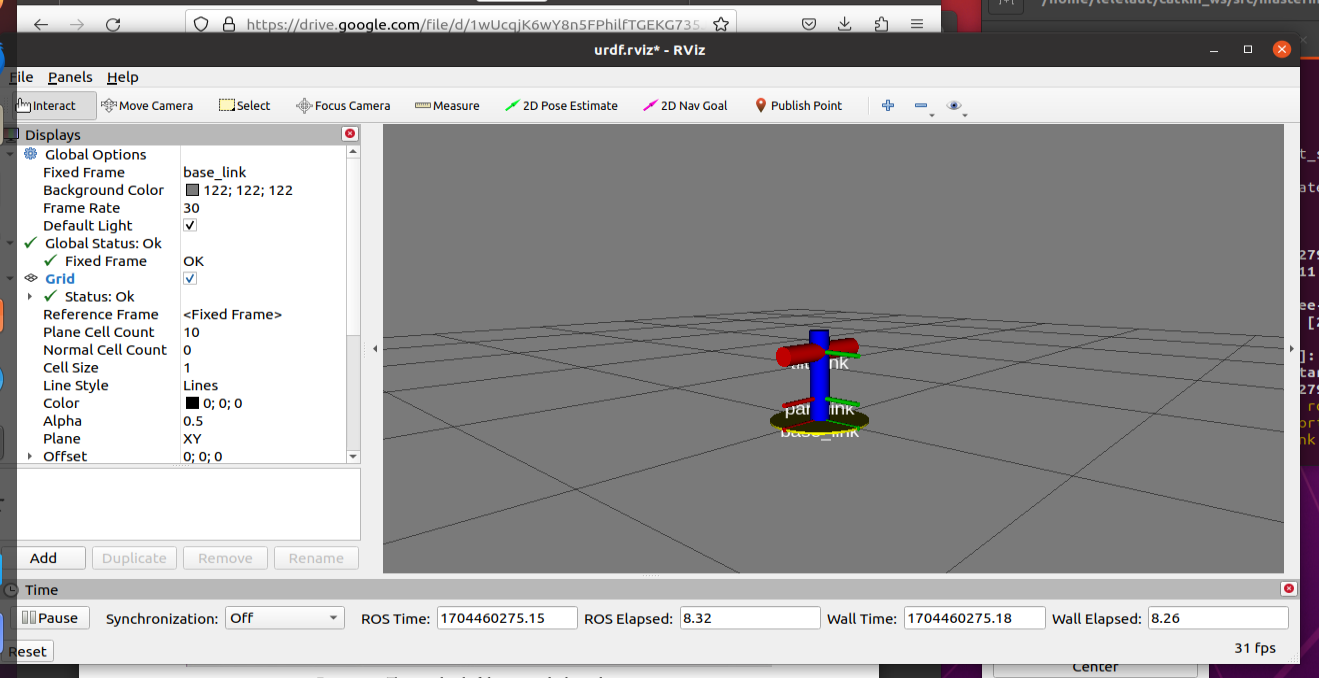 https://drive.google.com/file/d/1wUcqjK6wY8n5FPhilfTGEKG735
urdf.rviz* - RViz
File Panels Help
Interact Move Camera Select Focus Camera Measure 2D Pose Estimate 2D Nav Goal Publish Point
Displays
Global Options
Fixed Frame base_link
Background Color 122; 122; 122
Frame Rate 30
Default Light
Global Status: Ok
Fixed Frame OK
Grid
Status: Ok
Reference Frame <Fixed Frame>
Plane Cell Count 10
Normal Cell Count 0
Cell Size 1
Line Style Lines
Color 0; 0; 0
Alpha 0.5
Plane XY
Offset 0; 0; 0
base_link
Add Duplicate Remove Rename
Time
Pause Synchronization: Off ROS Time: 1704460275.15 ROS Elapsed: 8.32 Wall Time: 1704460275.18 Wall Elapsed: 8.26
Reset 31 fps
Center